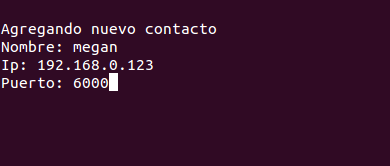 Agregando nuevo contacto
Nombre: megan
Ip: 192.168.0.123
Puerto: 6000